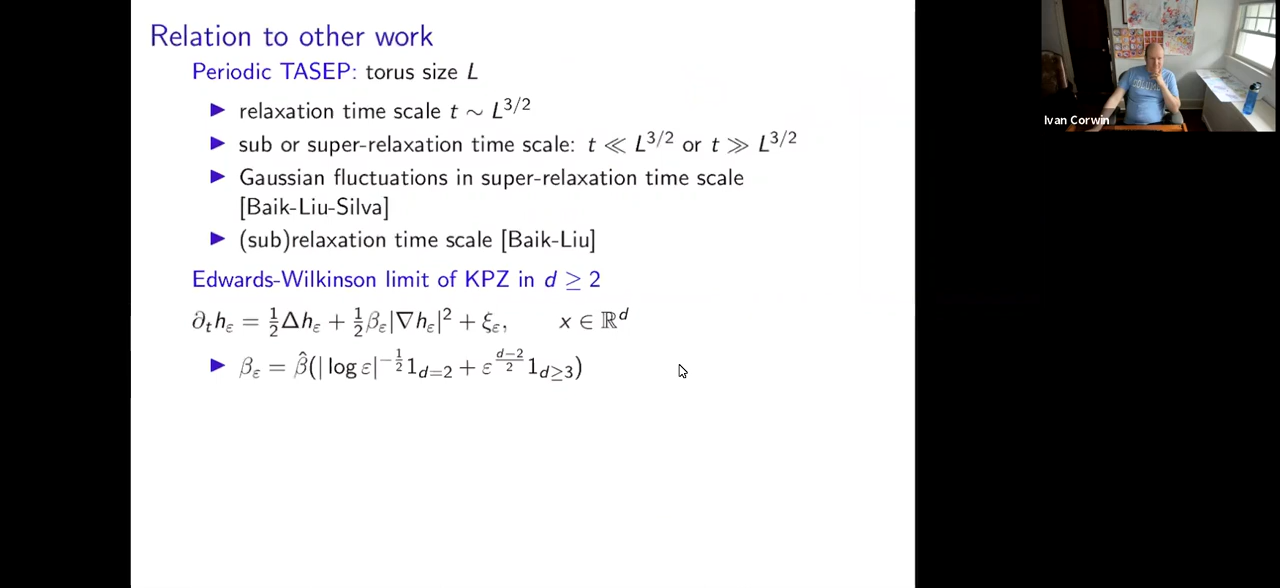 Relation to other work
Periodic TASEP: torus size L
▶ relaxation time scale t ∼ L^{3/2}
▶ sub or super-relaxation time scale: t ≪ L^{3/2} or t ≫ L^{3/2}
▶ Gaussian fluctuations in super-relaxation time scale
[Baik-Liu-Silva]
▶ (sub)relaxation time scale [Baik-Liu]
Edwards-Wilkinson limit of KPZ in d ≥ 2
∂_t h_ε = ½Δh_ε + ½β_ε|∇h_ε|² + ξ_ε, x ∈ ℝ^d
▶ β_ε = β̂(|log ε|^{-1/2} 1_{d=2} + ε^{(d-2)/2} 1_{d≥3})
Ivan Corwin